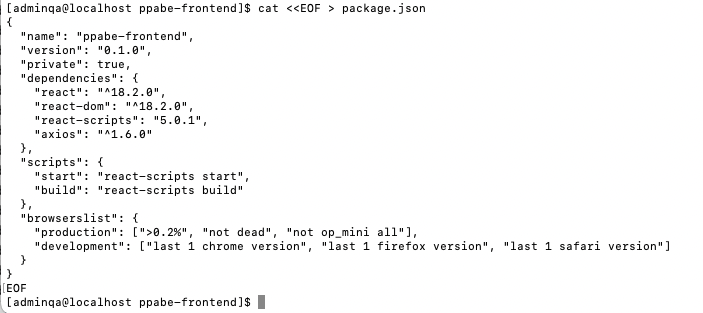 [adminqa@localhost ppabe-frontend]$ cat <<EOF > package.json
{
  "name": "ppabe-frontend",
  "version": "0.1.0",
  "private": true,
  "dependencies": {
    "react": "^18.2.0",
    "react-dom": "^18.2.0",
    "react-scripts": "5.0.1",
    "axios": "^1.6.0"
  },
  "scripts": {
    "start": "react-scripts start",
    "build": "react-scripts build"
  },
  "browserslist": {
    "production": [">0.2%", "not dead", "not op_mini all"],
    "development": ["last 1 chrome version", "last 1 firefox version", "last 1 safari version"]
  }
}
EOF
[adminqa@localhost ppabe-frontend]$